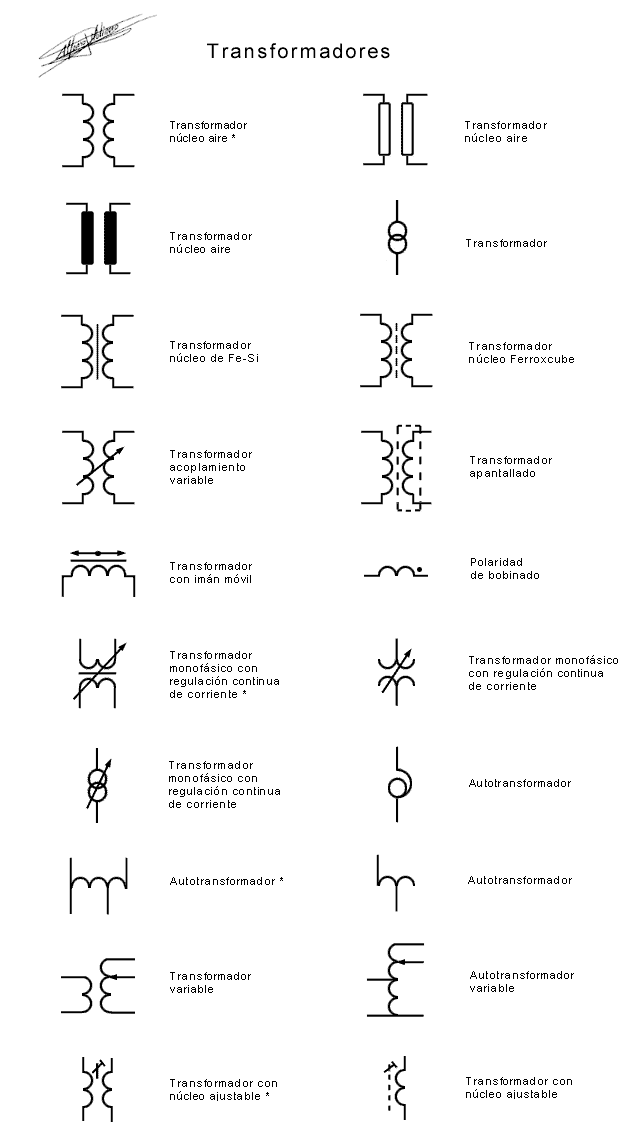 Transformadores
Transformador
núcleo aire *
Transformador
núcleo aire
Transformador
núcleo aire
Transformador
Transformador
núcleo de Fe-Si
Transformador
núcleo Ferroxcube
Transformador
acoplamiento
variable
Transformador
apantallado
Transformador
con imán móvil
Polaridad
de bobinado
Transformador
monofásico con
regulación continua
de corriente *
Transformador monofásico
con regulación continua
de corriente
Transformador
monofásico con
regulación continua
de corriente
Autotransformador
Autotransformador *
Autotransformador
Transformador
variable
Autotransformador
variable
Transformador con
núcleo ajustable *
Transformador con
núcleo ajustable